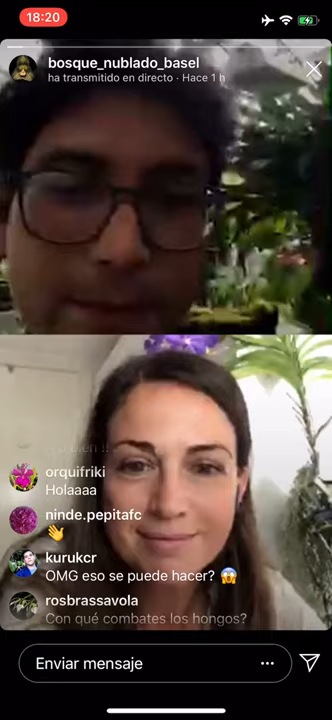 18:20
bosque_nublado_basel
ha transmitido en directo · Hace 1 h
bien !!
orquifriki
Holaaaa
ninde.pepitafc
👋
kurukcr
OMG eso se puede hacer? 😱
rosbrassavola
Con qué combates los hongos?
Enviar mensaje